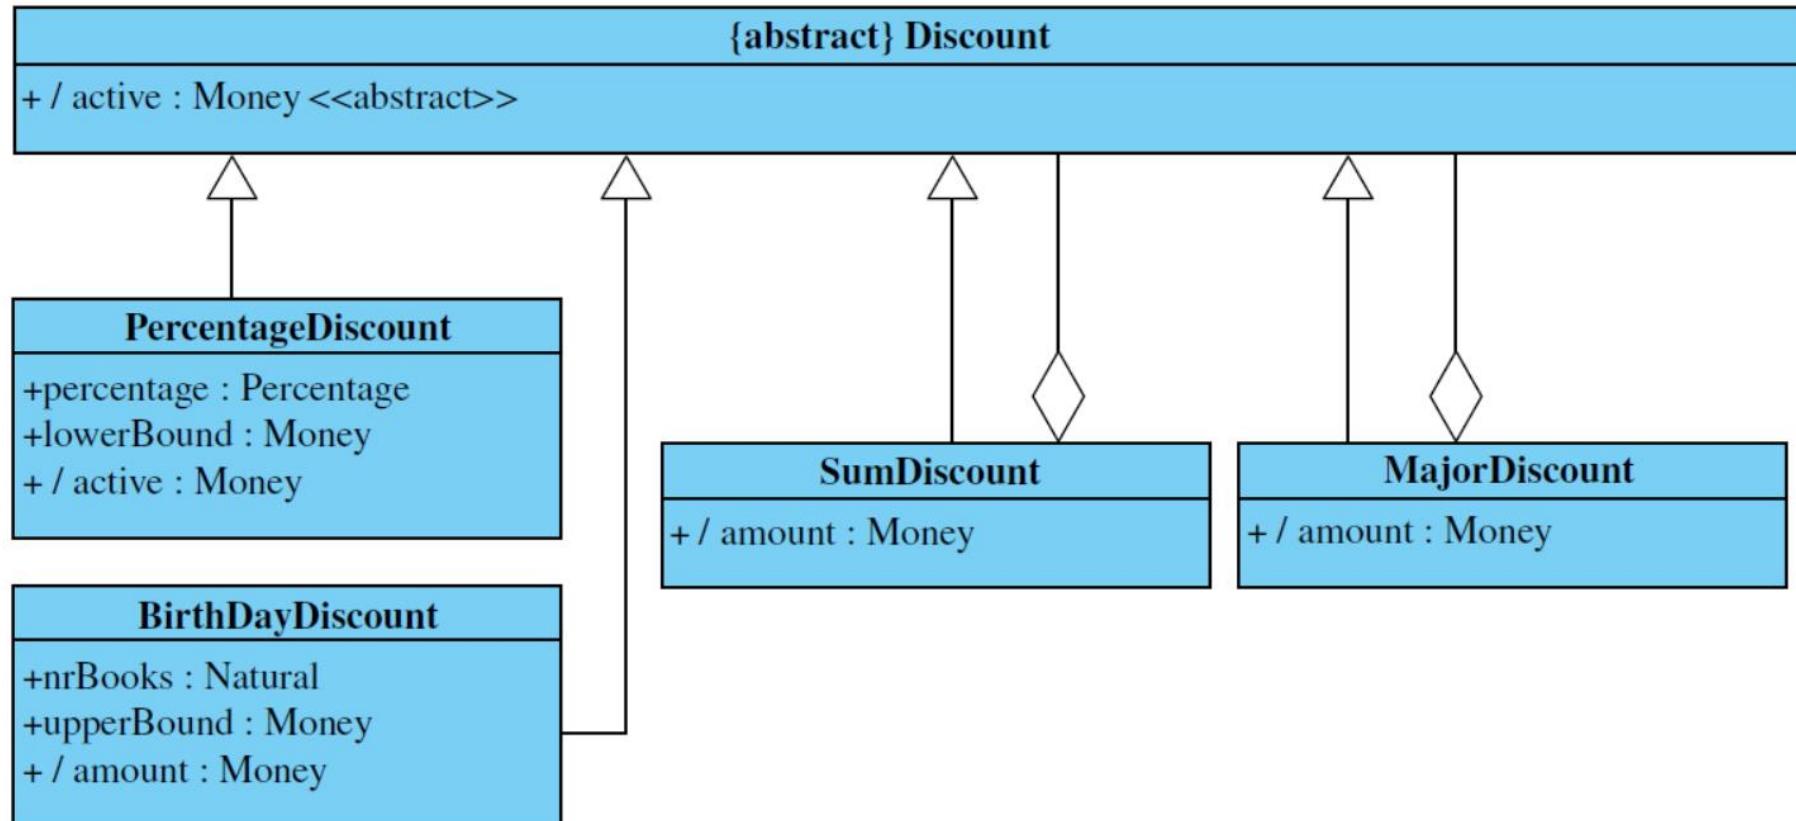 {abstract} Discount
+ / active : Money <<abstract>>
PercentageDiscount
+percentage : Percentage
+lowerBound : Money
+ / active : Money
BirthDayDiscount
+nrBooks : Natural
+upperBound : Money
+ / amount : Money
SumDiscount
+ / amount : Money
MajorDiscount
+ / amount : Money